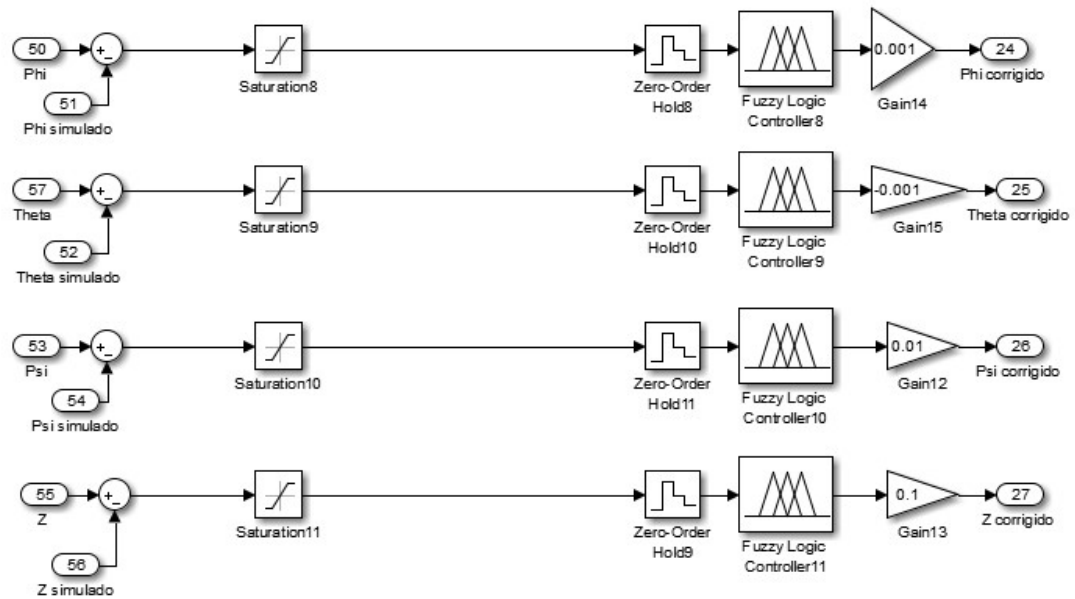 50
Phi
+
-
51
Phi simulado
Saturation8
Zero-Order
Hold8
Fuzzy Logic
Controller8
0.001
Gain14
24
Phi corrigido
57
Theta
+
-
52
Theta simulado
Saturation9
Zero-Order
Hold10
Fuzzy Logic
Controller9
-0.001
Gain15
25
Theta corrigido
53
Psi
+
-
54
Psi simulado
Saturation10
Zero-Order
Hold11
Fuzzy Logic
Controller10
0.01
Gain12
26
Psi corrigido
55
Z
+
-
56
Z simulado
Saturation11
Zero-Order
Hold9
Fuzzy Logic
Controller11
0.1
Gain13
27
Z corrigido